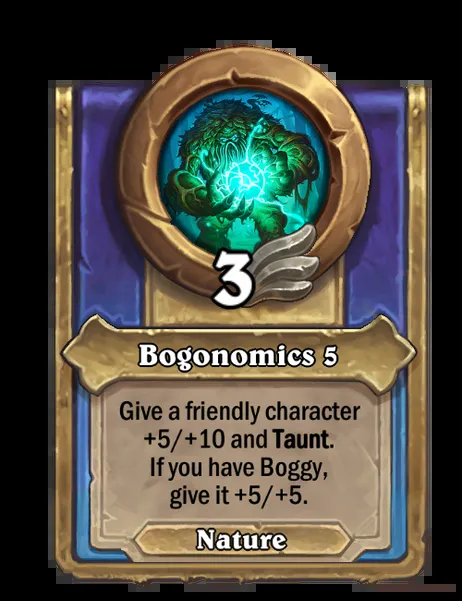 3
Bogonomics 5
Give a friendly character
+5/+10 and Taunt.
If you have Boggy,
give it +5/+5.
Nature